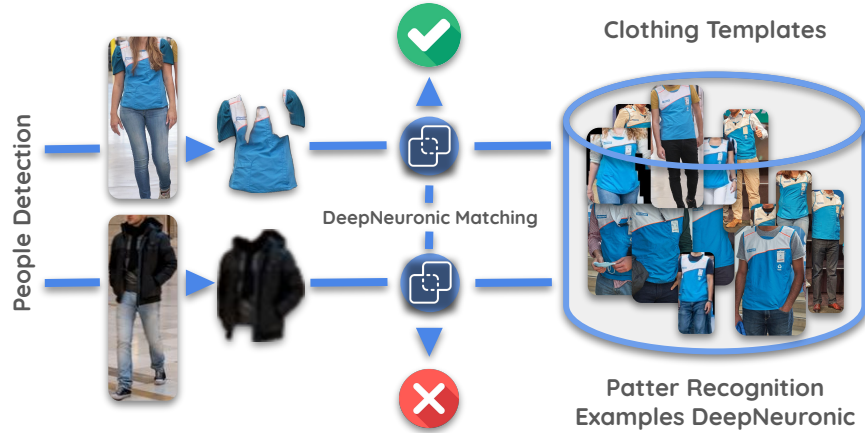 Clothing Templates
People Detection
DeepNeuronic Matching
Patter Recognition
Examples DeepNeuronic